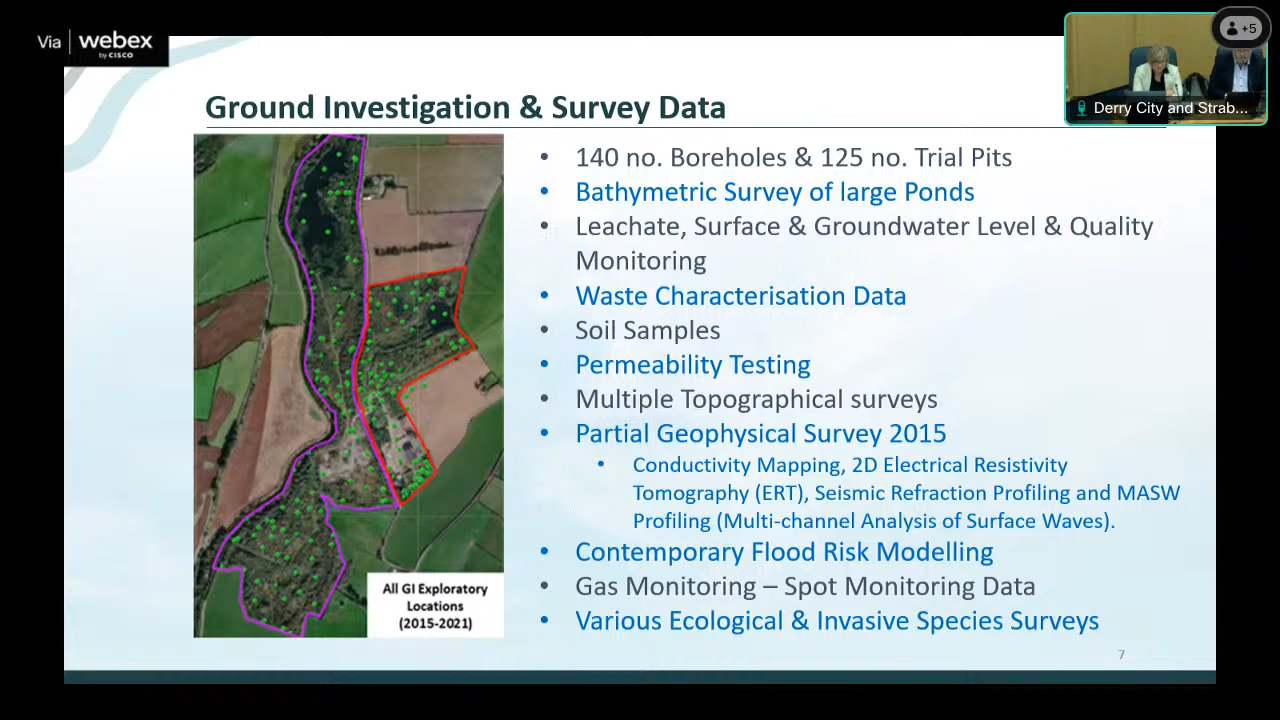 Via webex
by CISCO
+5
Derry City and Strab...
Ground Investigation & Survey Data
• 140 no. Boreholes & 125 no. Trial Pits
• Bathymetric Survey of large Ponds
• Leachate, Surface & Groundwater Level & Quality
Monitoring
• Waste Characterisation Data
• Soil Samples
• Permeability Testing
• Multiple Topographical surveys
• Partial Geophysical Survey 2015
• Conductivity Mapping, 2D Electrical Resistivity
Tomography (ERT), Seismic Refraction Profiling and MASW
Profiling (Multi-channel Analysis of Surface Waves).
• Contemporary Flood Risk Modelling
• Gas Monitoring – Spot Monitoring Data
• Various Ecological & Invasive Species Surveys
All GI Exploratory
Locations
(2015-2021)
7